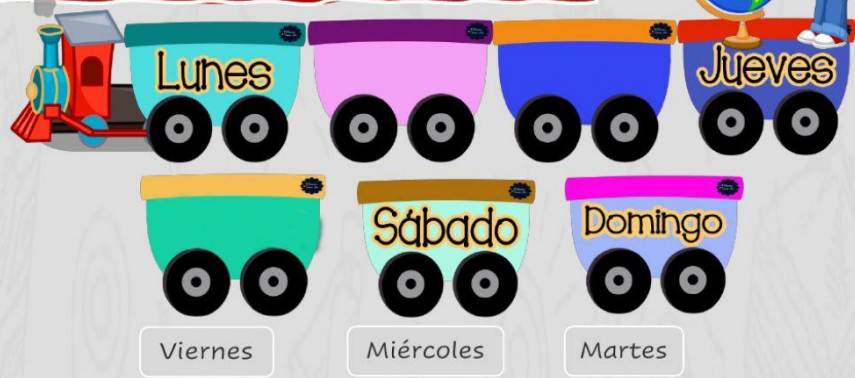 Lunes
Jueves
Sábado
Domingo
Viernes
Miércoles
Martes